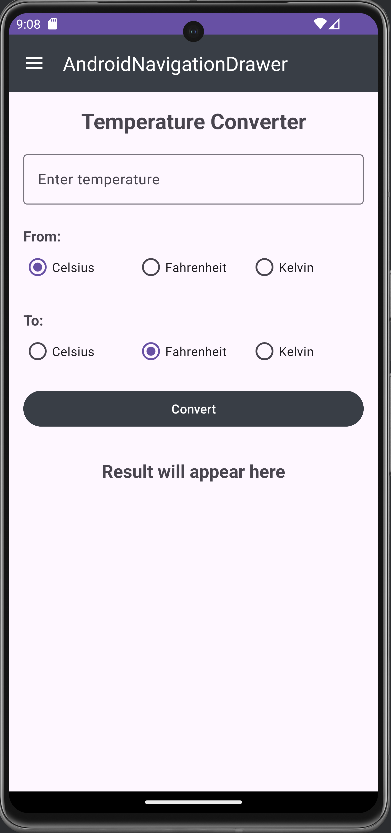 9:08
AndroidNavigationDrawer
Temperature Converter
Enter temperature
From:
Celsius Fahrenheit Kelvin
To:
Celsius Fahrenheit Kelvin
Convert
Result will appear here